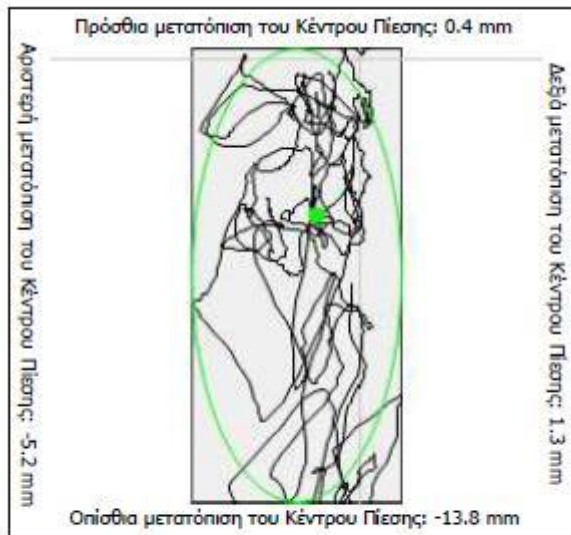 Πρόσθια μετατόπιση του Κέντρου Πίεσης: 0.4 mm
Αριστερή μετατόπιση του Κέντρου Πίεσης: -5.2 mm
Δεξιά μετατόπιση του Κέντρου Πίεσης: 1.3 mm
Οπίσθια μετατόπιση του Κέντρου Πίεσης: -13.8 mm